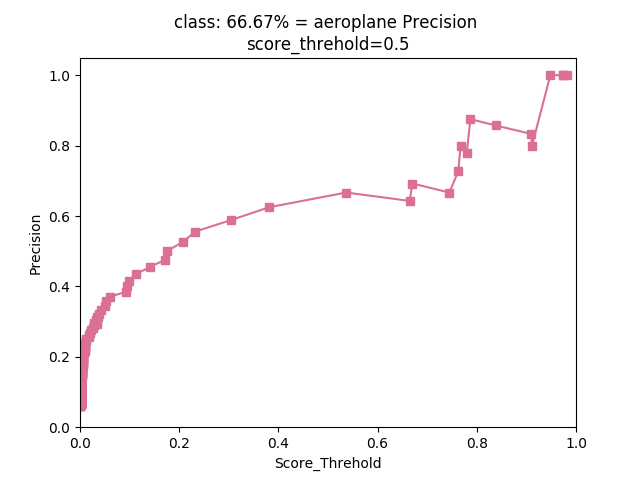 class: 66.67% = aeroplane Precision
score_threhold=0.5
1.0
0.8
0.6
0.4
0.2
0.0
Precision
0.0 0.2 0.4 0.6 0.8 1.0
Score_Threhold